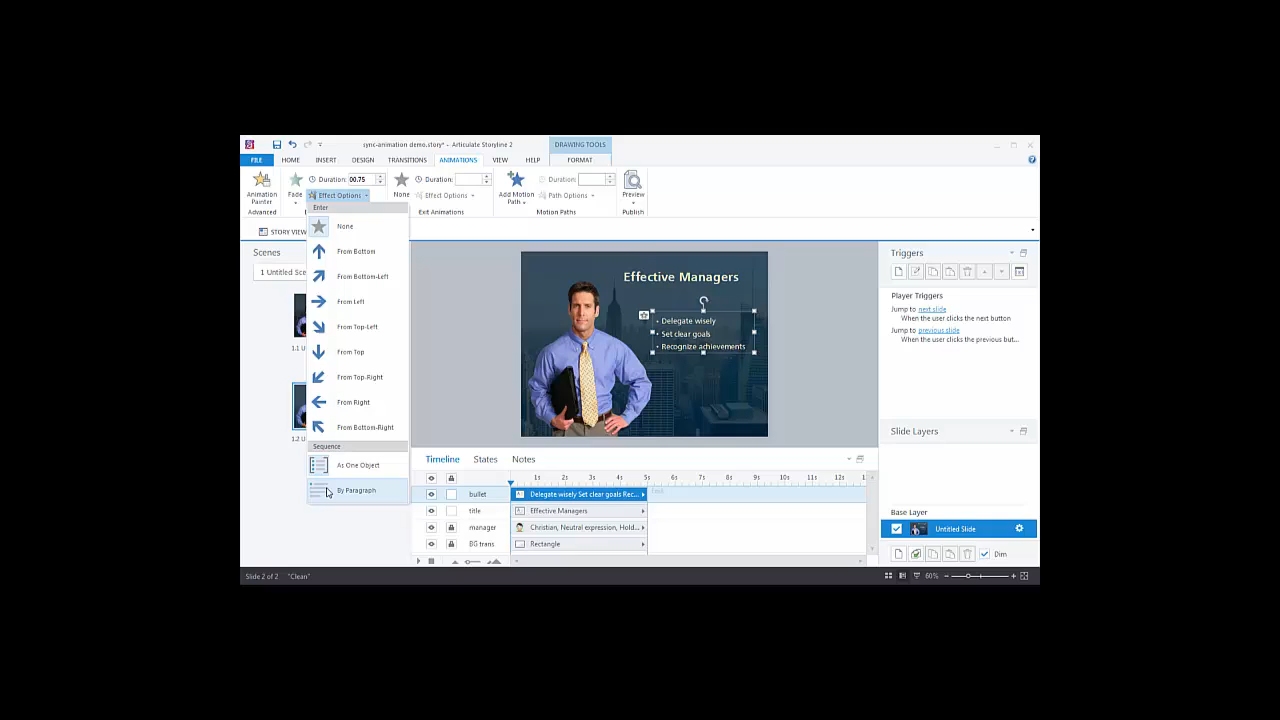 sync-animation demo.story* - Articulate Storyline 2
DRAWING TOOLS
FILE HOME INSERT DESIGN TRANSITIONS ANIMATIONS VIEW HELP FORMAT
Animation Painter
Advanced
Fade
Duration: 00.75
Effect Options
None
Duration:
Effect Options
Exit Animations
Add Motion Path
Duration:
Path Options
Motion Paths
Preview
Publish
Enter
None
From Bottom
From Bottom-Left
From Left
From Top-Left
From Top
From Top-Right
From Right
From Bottom-Right
Sequence
As One Object
By Paragraph
STORY VIEW
Scenes
1 Untitled Sce
1.1 U
1.2 U
Effective Managers
• Delegate wisely
• Set clear goals
• Recognize achievements
Timeline States Notes
1s 2s 3s 4s 5s 6s 7s 8s 9s 10s 11s 12s
bullet Delegate wisely Set clear goals Rec...
title Effective Managers
manager Christian, Neutral expression, Hold...
BG trans Rectangle
Triggers
Player Triggers
Jump to next slide
When the user clicks the next button
Jump to previous slide
When the user clicks the previous but...
Slide Layers
Base Layer
Untitled Slide
Dim
Slide 2 of 2 "Clean"
60%